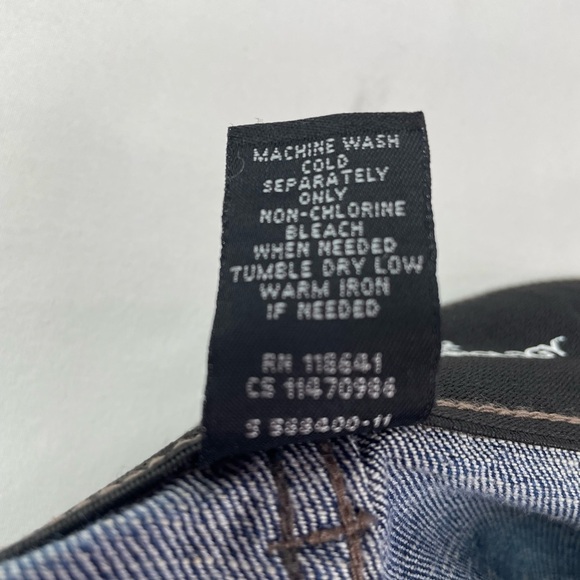 MACHINE WASH
COLD
SEPARATELY
ONLY
NON-CHLORINE
BLEACH
WHEN NEEDED
TUMBLE DRY LOW
WARM IRON
IF NEEDED
RN 118641
CS 11470986